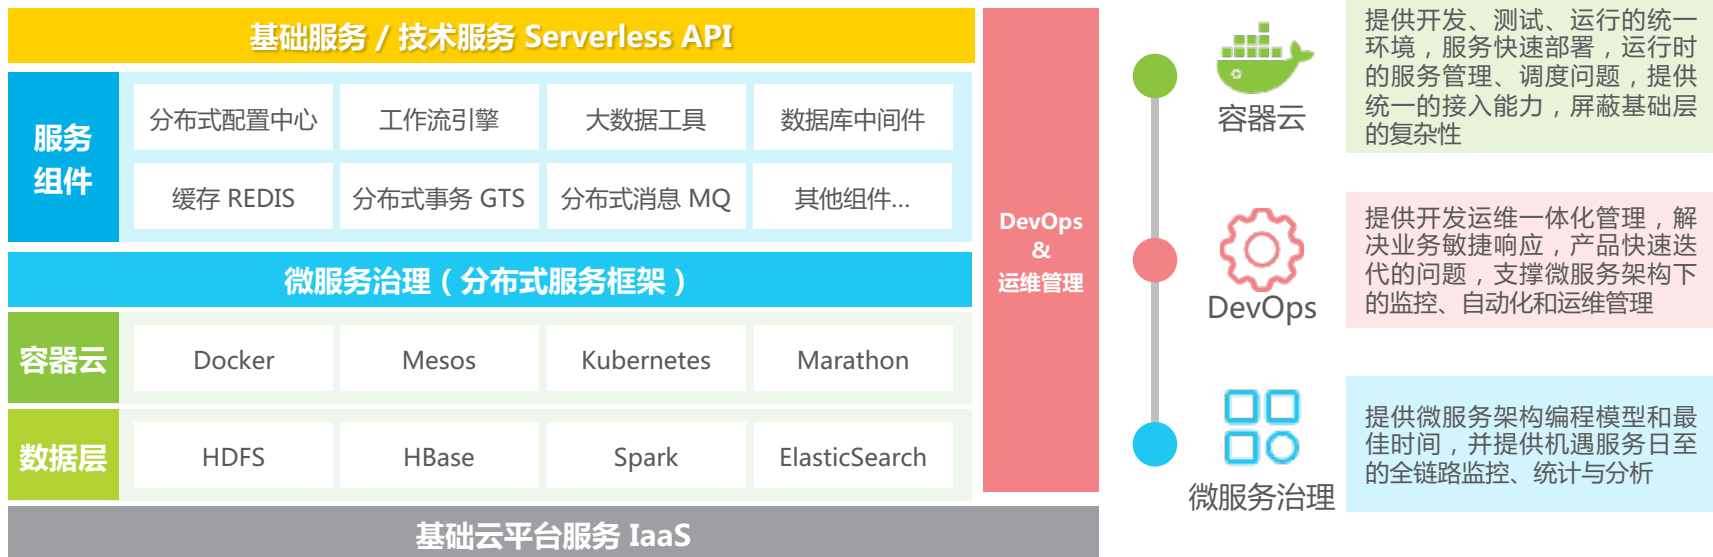 基础服务 / 技术服务 Serverless API
服务
组件
分布式配置中心
工作流引擎
大数据工具
数据库中间件
缓存 REDIS
分布式事务 GTS
分布式消息 MQ
其他组件...
微服务治理（分布式服务框架）
容器云
Docker
Mesos
Kubernetes
Marathon
数据层
HDFS
HBase
Spark
ElasticSearch
基础云平台服务 IaaS
DevOps
&
运维管理
容器云
提供开发、测试、运行的统一
环境，服务快速部署，运行时
的服务管理、调度问题，提供
统一的接入能力，屏蔽基础层
的复杂性
DevOps
提供开发运维一体化管理，解
决业务敏捷响应，产品快速迭
代的问题，支撑微服务架构下
的监控、自动化和运维管理
微服务治理
提供微服务架构编程模型和最
佳时间，并提供机遇服务日至
的全链路监控、统计与分析